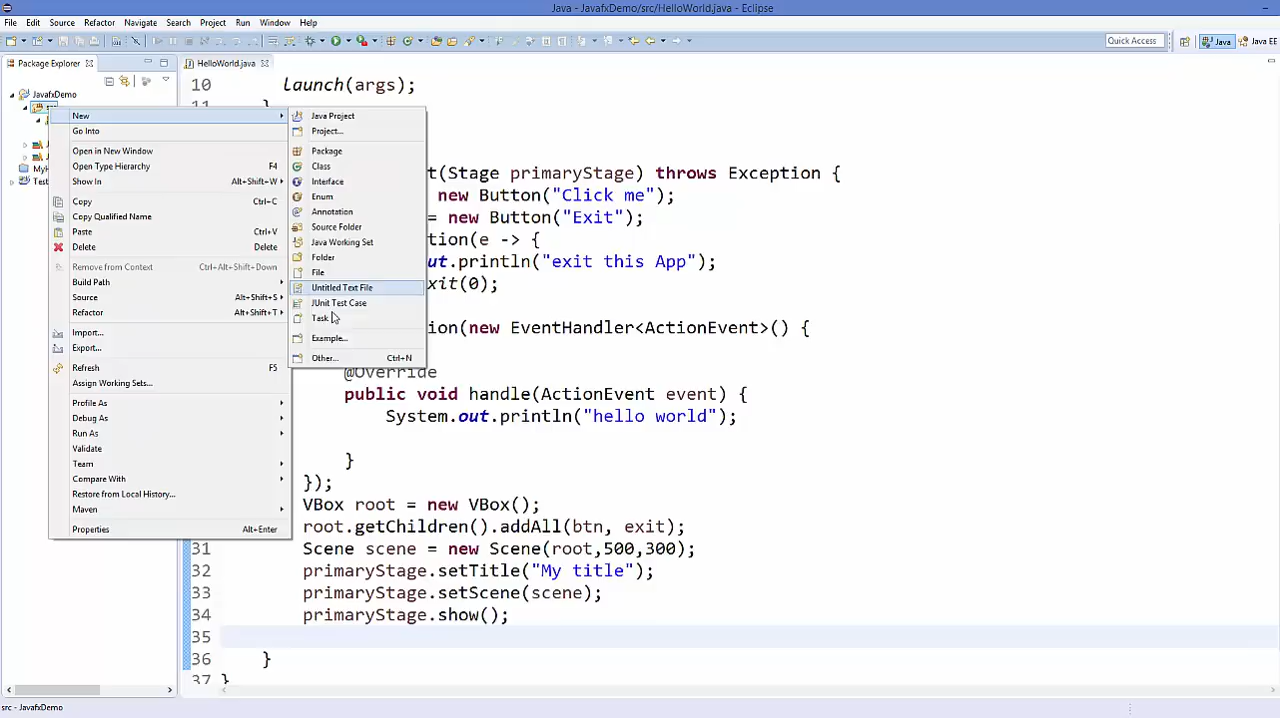 Java - JavafxDemo/src/HelloWorld.java - Eclipse
File Edit Source Refactor Navigate Search Project Run Window Help
Quick Access
Java
Java EE
Package Explorer
HelloWorld.java
JavafxDemo
New
Go Into
Open in New Window
Open Type Hierarchy F4
Show In Alt+Shift+W
Copy Ctrl+C
Copy Qualified Name
Paste Ctrl+V
Delete Delete
Remove from Context Ctrl+Alt+Shift+Down
Build Path
Source Alt+Shift+S
Refactor Alt+Shift+T
Import...
Export...
Refresh F5
Assign Working Sets...
Profile As
Debug As
Run As
Validate
Team
Compare With
Restore from Local History...
Maven
Properties Alt+Enter
Java Project
Project...
Package
Class
Interface
Enum
Annotation
Source Folder
Java Working Set
Folder
File
Untitled Text File
JUnit Test Case
Task
Example...
Other... Ctrl+N
10 launch(args);
11 }
t(Stage primaryStage) throws Exception {
new Button("Click me");
= new Button("Exit");
tion(e -> {
ut.println("exit this App");
xit(0);
ion(new EventHandler<ActionEvent>() {
@Override
public void handle(ActionEvent event) {
System.out.println("hello world");
}
});
VBox root = new VBox();
root.getChildren().addAll(btn, exit);
31 Scene scene = new Scene(root,500,300);
32 primaryStage.setTitle("My title");
33 primaryStage.setScene(scene);
34 primaryStage.show();
35
36 }
37 }
src - JavafxDemo